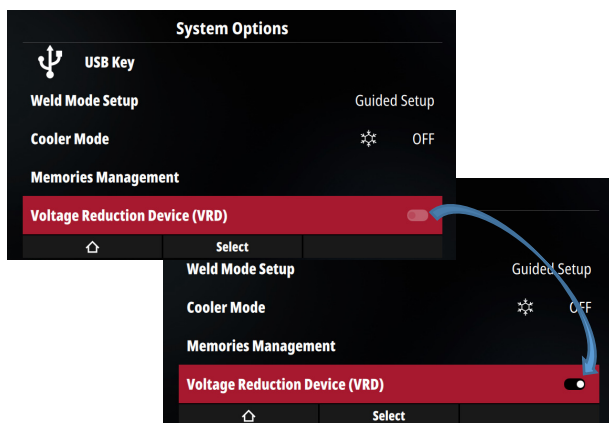 System Options
USB Key
Weld Mode Setup Guided Setup
Cooler Mode OFF
Memories Management
Voltage Reduction Device (VRD)
Select
Weld Mode Setup Guided Setup
Cooler Mode OFF
Memories Management
Voltage Reduction Device (VRD)
Select